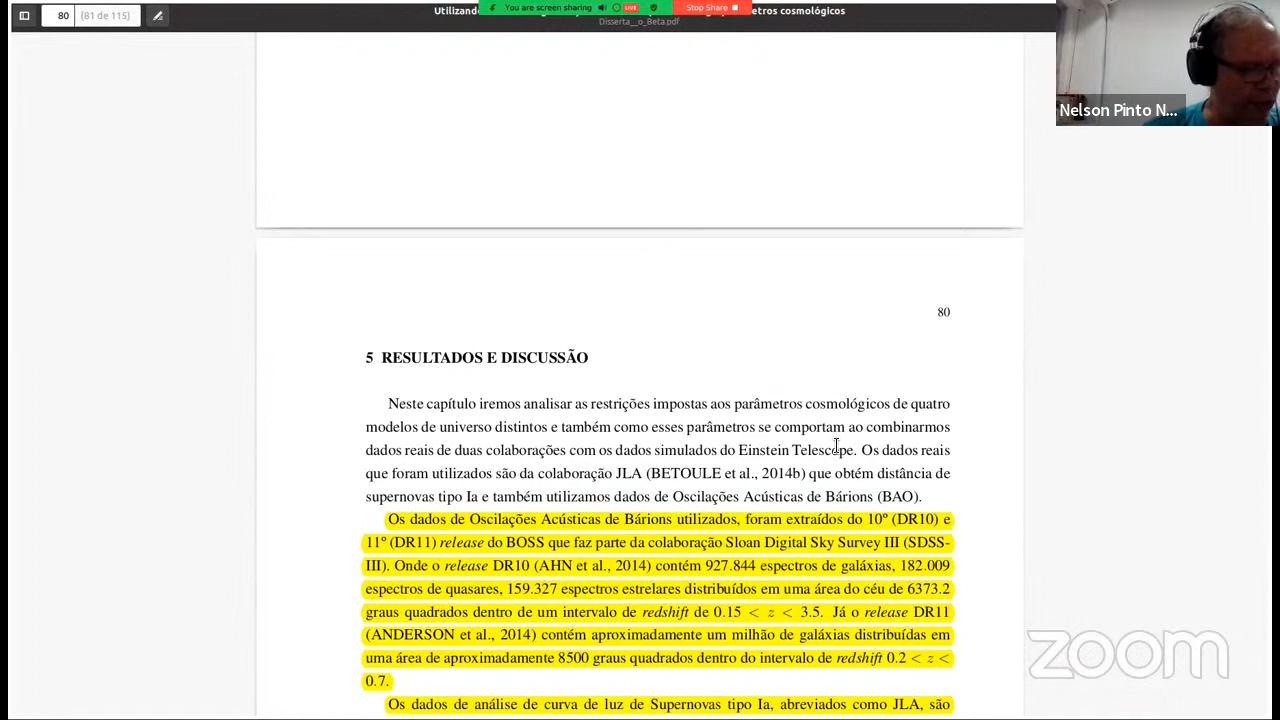 80
(81 of 115)
Utilizand
You are screen sharing
LIVE
Stop Share
metros cosmológicos
Disserta__o_Beta.pdf
Nelson Pinto N...
80
5 RESULTADOS E DISCUSSÃO
Neste capítulo iremos analisar as restrições impostas aos parâmetros cosmológicos de quatro
modelos de universo distintos e também como esses parâmetros se comportam ao combinarmos
dados reais de duas colaborações com os dados simulados do Einstein Telescope. Os dados reais
que foram utilizados são da colaboração JLA (BETOULE et al., 2014b) que obtém distância de
supernovas tipo Ia e também utilizamos dados de Oscilações Acústicas de Bárions (BAO).
Os dados de Oscilações Acústicas de Bárions utilizados, foram extraídos do 10º (DR10) e
11º (DR11) release do BOSS que faz parte da colaboração Sloan Digital Sky Survey III (SDSS-
III). Onde o release DR10 (AHN et al., 2014) contém 927.844 espectros de galáxias, 182.009
espectros de quasares, 159.327 espectros estrelares distribuídos em uma área do céu de 6373.2
graus quadrados dentro de um intervalo de redshift de 0.15 < z < 3.5. Já o release DR11
(ANDERSON et al., 2014) contém aproximadamente um milhão de galáxias distribuídas em
uma área de aproximadamente 8500 graus quadrados dentro do intervalo de redshift 0.2 < z <
0.7.
Os dados de análise de curva de luz de Supernovas tipo Ia, abreviados como JLA, são
zoom